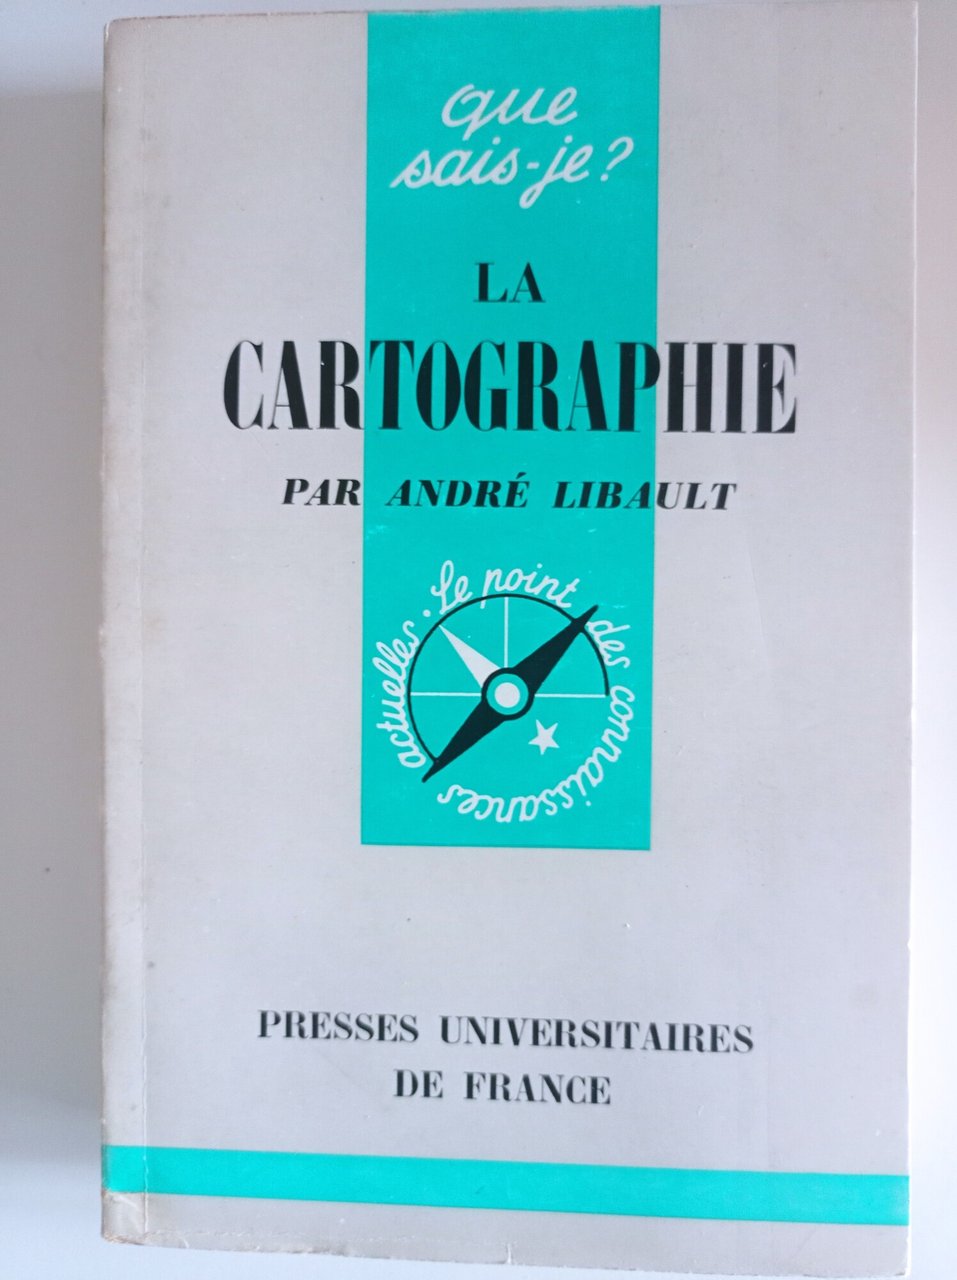 que
sais-je?
LA
CARTOGRAPHIE
PAR ANDRÉ LIBAULT
Le point des connaissances actuelles.
PRESSES UNIVERSITAIRES
DE FRANCE